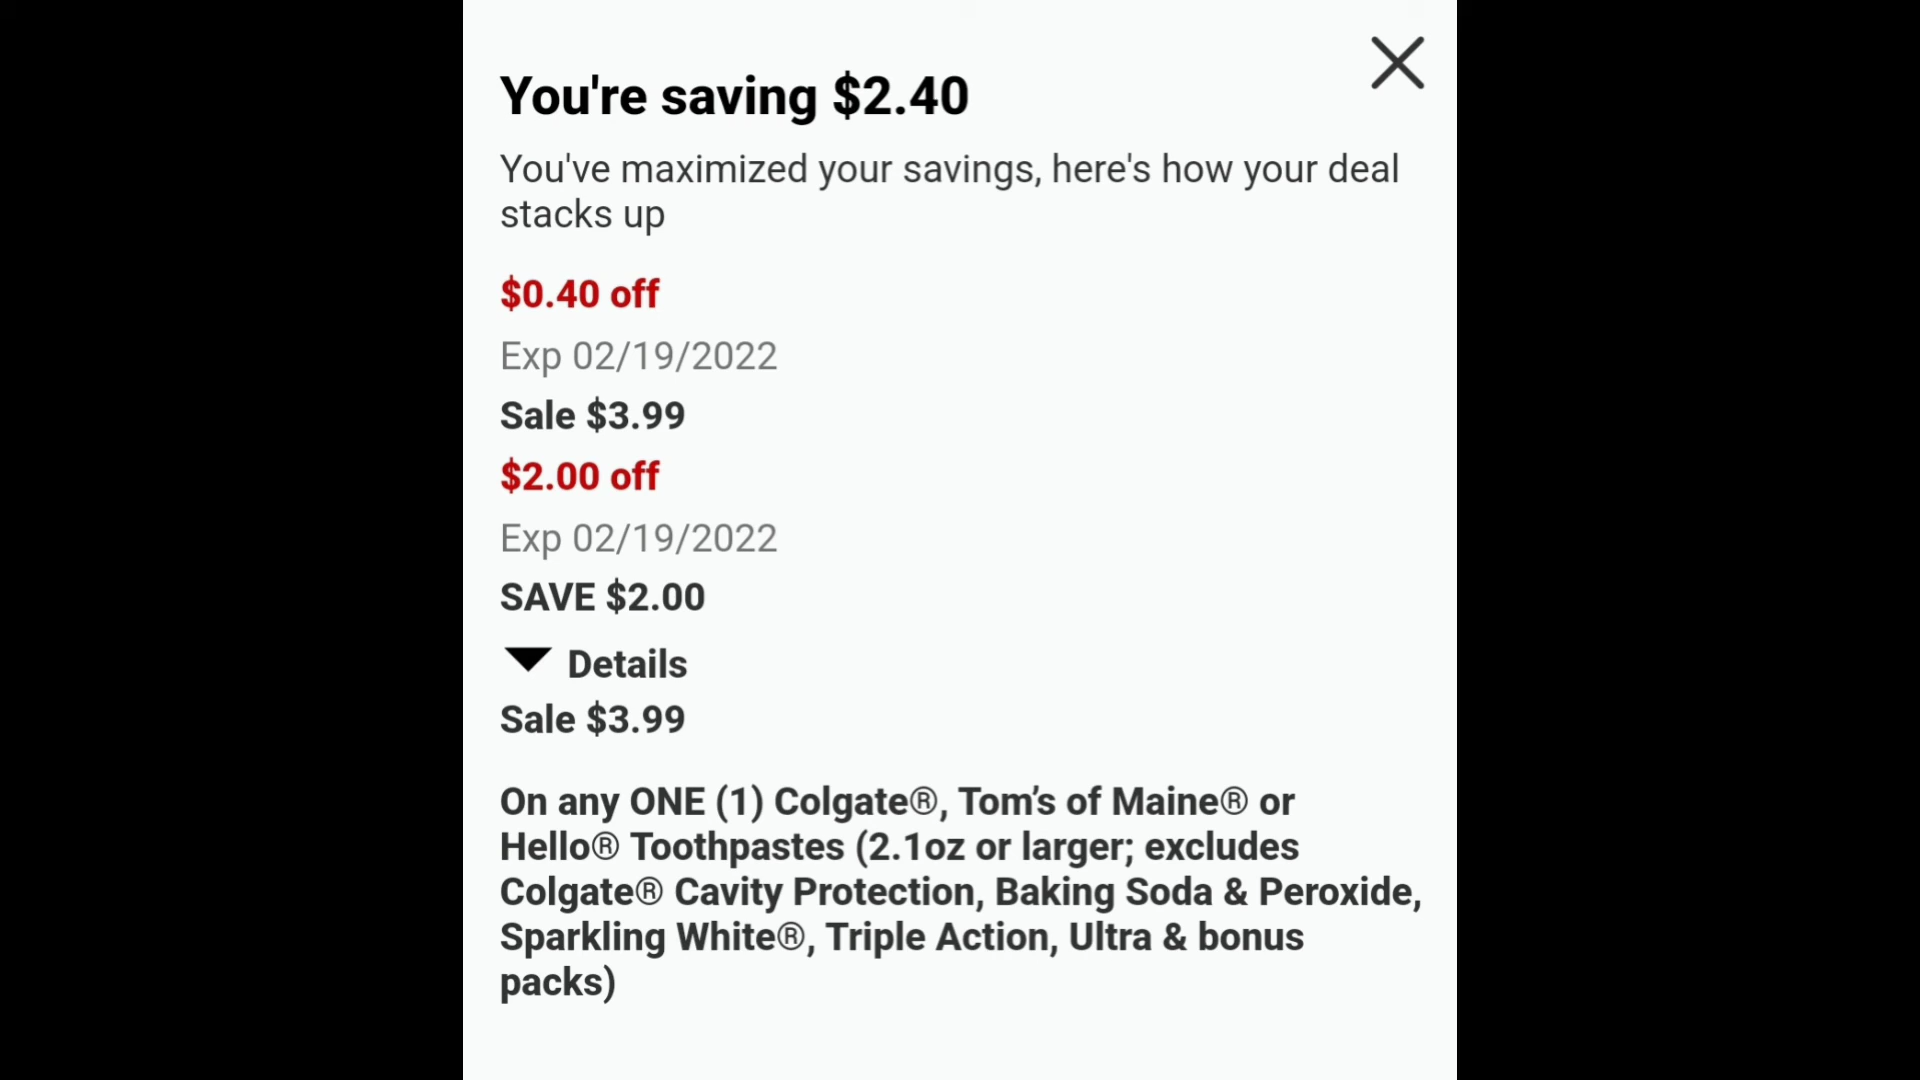 You're saving $2.40
You've maximized your savings, here's how your deal
stacks up
$0.40 off
Exp 02/19/2022
Sale $3.99
$2.00 off
Exp 02/19/2022
SAVE $2.00
Details
Sale $3.99
On any ONE (1) Colgate®, Tom’s of Maine® or
Hello® Toothpastes (2.1oz or larger; excludes
Colgate® Cavity Protection, Baking Soda & Peroxide,
Sparkling White®, Triple Action, Ultra & bonus
packs)